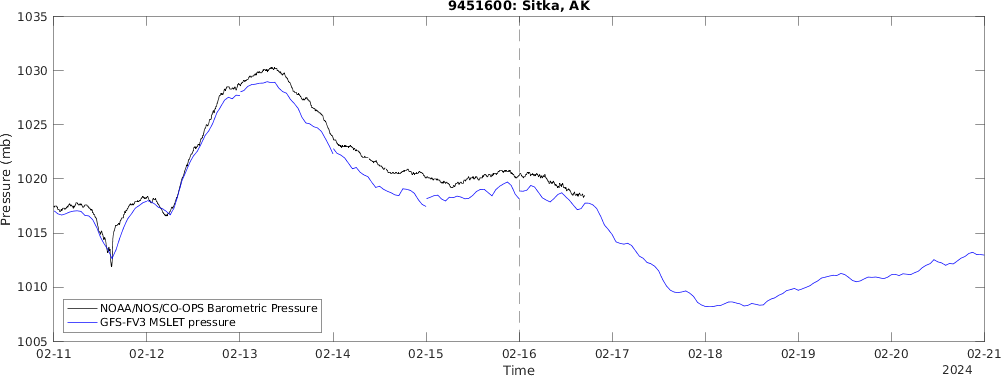 9451600: Sitka, AK
1035
1030
1025
1020
1015
1010
1005
Pressure (mb)
NOAA/NOS/CO-OPS Barometric Pressure
GFS-FV3 MSLET pressure
02-11 02-12 02-13 02-14 02-15 02-16 02-17 02-18 02-19 02-20 02-21
Time
2024